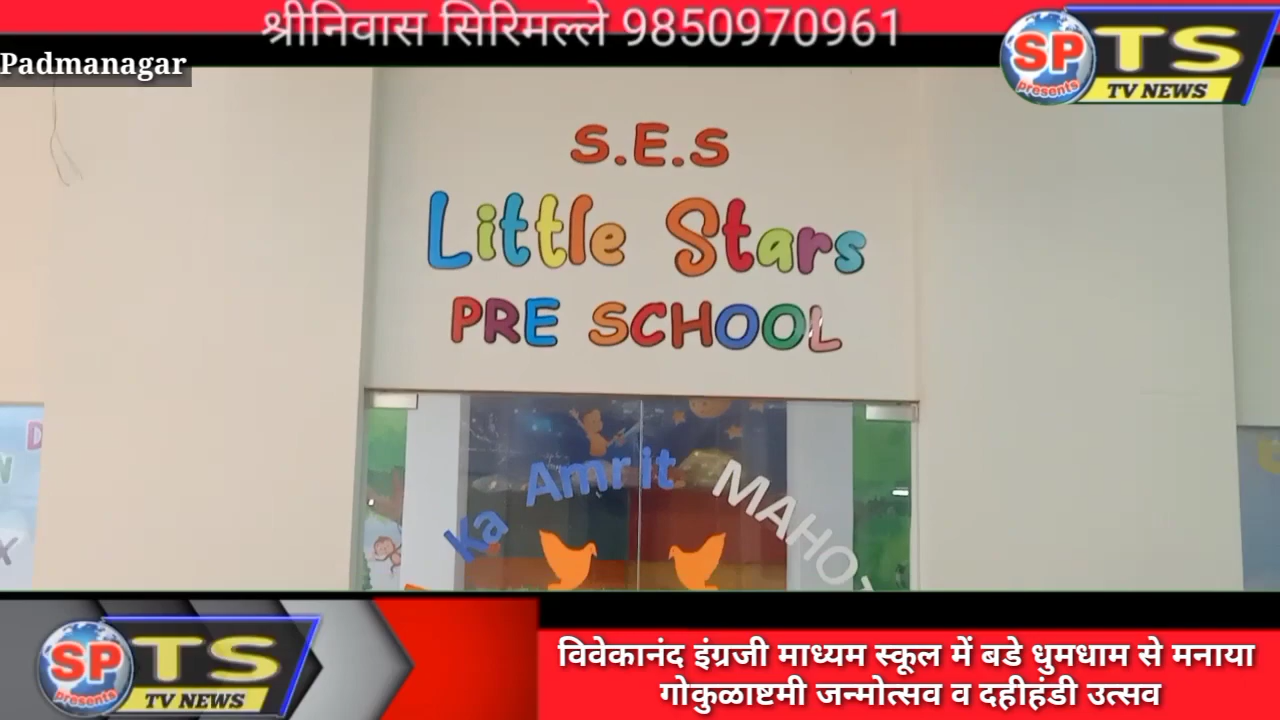 श्रीनिवास सिरिमल्ले 9850970961
Padmanagar
SP TS
presents
TV NEWS
S.E.S
Little Stars
PRE SCHOOL
Ka Amrit
SP TS
presents
TV NEWS
विवेकानंद इंग्रजी माध्यम स्कूल में बडे धुमधाम से मनाया
गोकुळाष्टमी जन्मोत्सव व दहीहंडी उत्सव